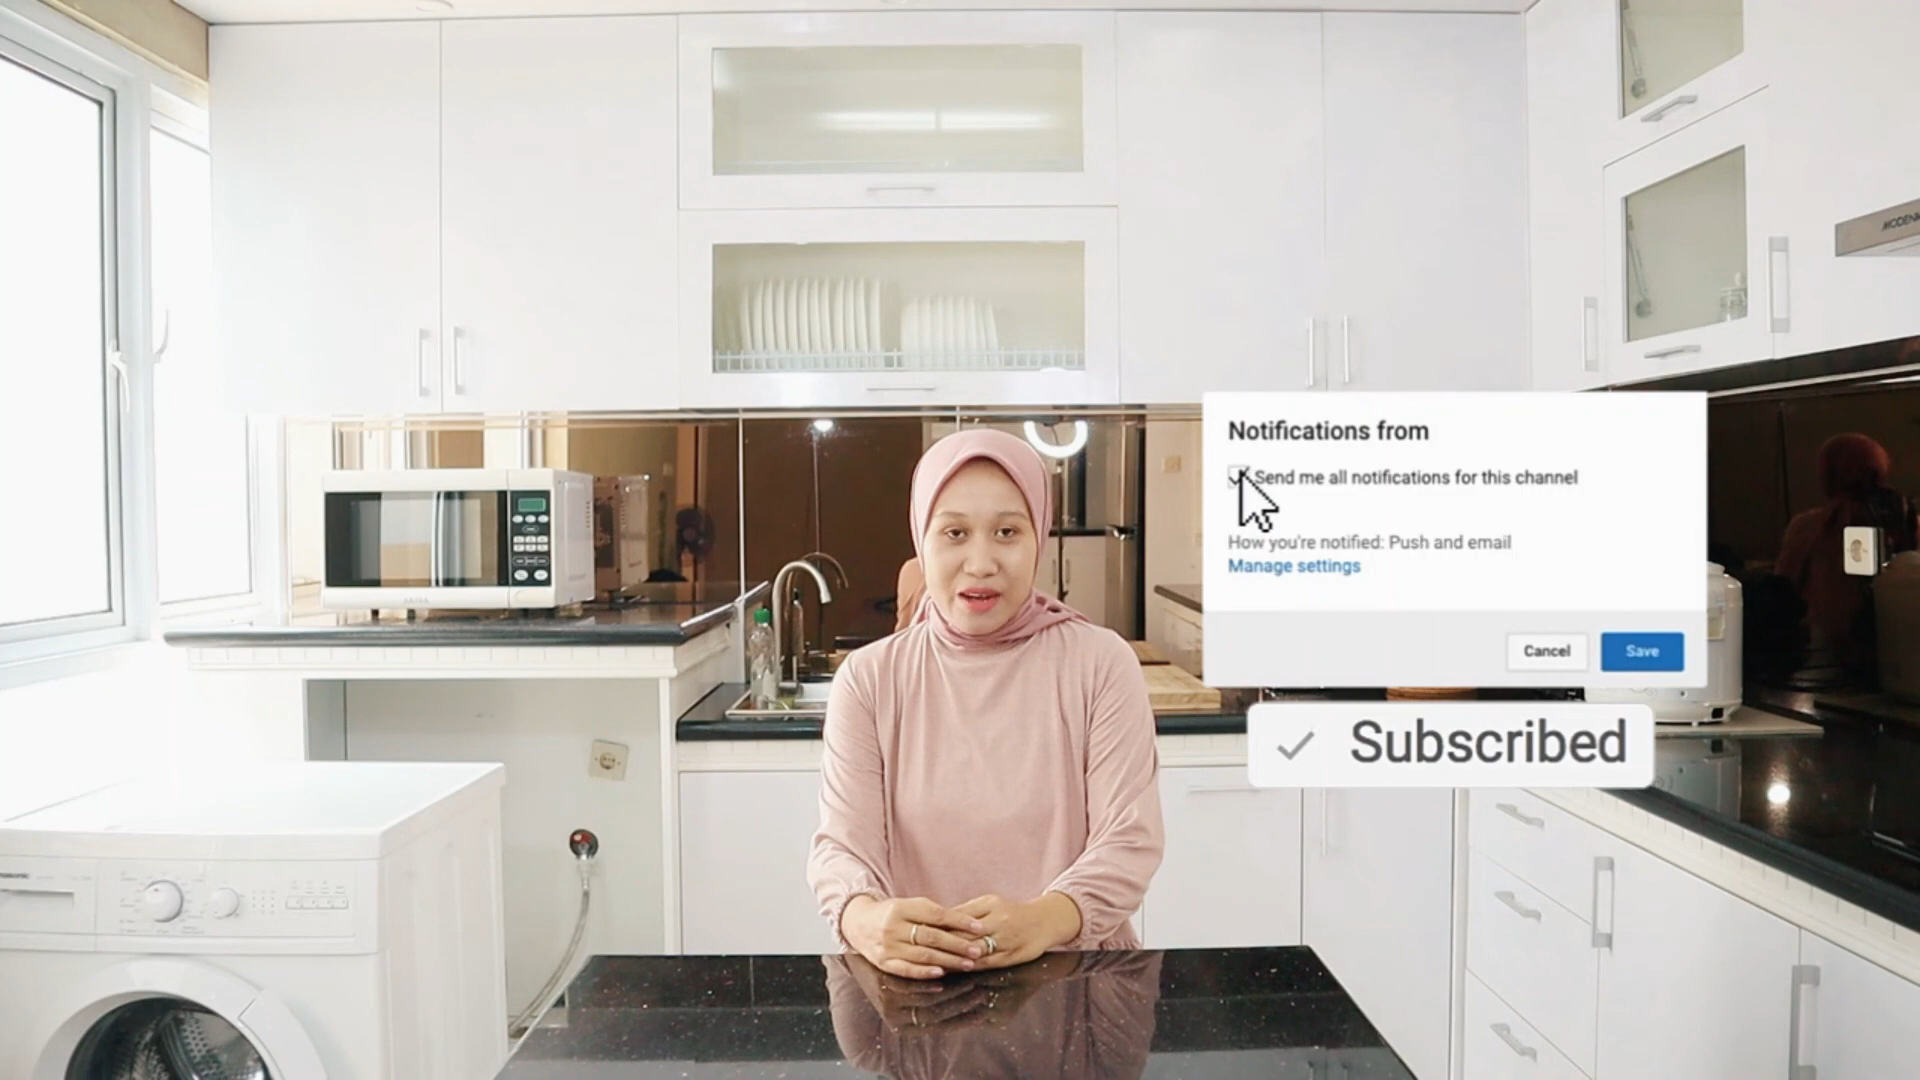 MODENA
Notifications from
Send me all notifications for this channel
How you're notified: Push and email
Manage settings
Cancel
Save
Subscribed